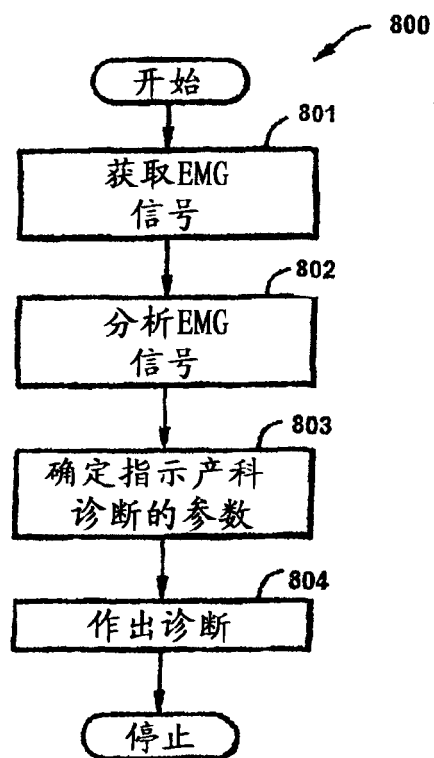 800
开始
801
获取EMG
信号
802
分析EMG
信号
803
确定指示产科
诊断的参数
804
作出诊断
停止